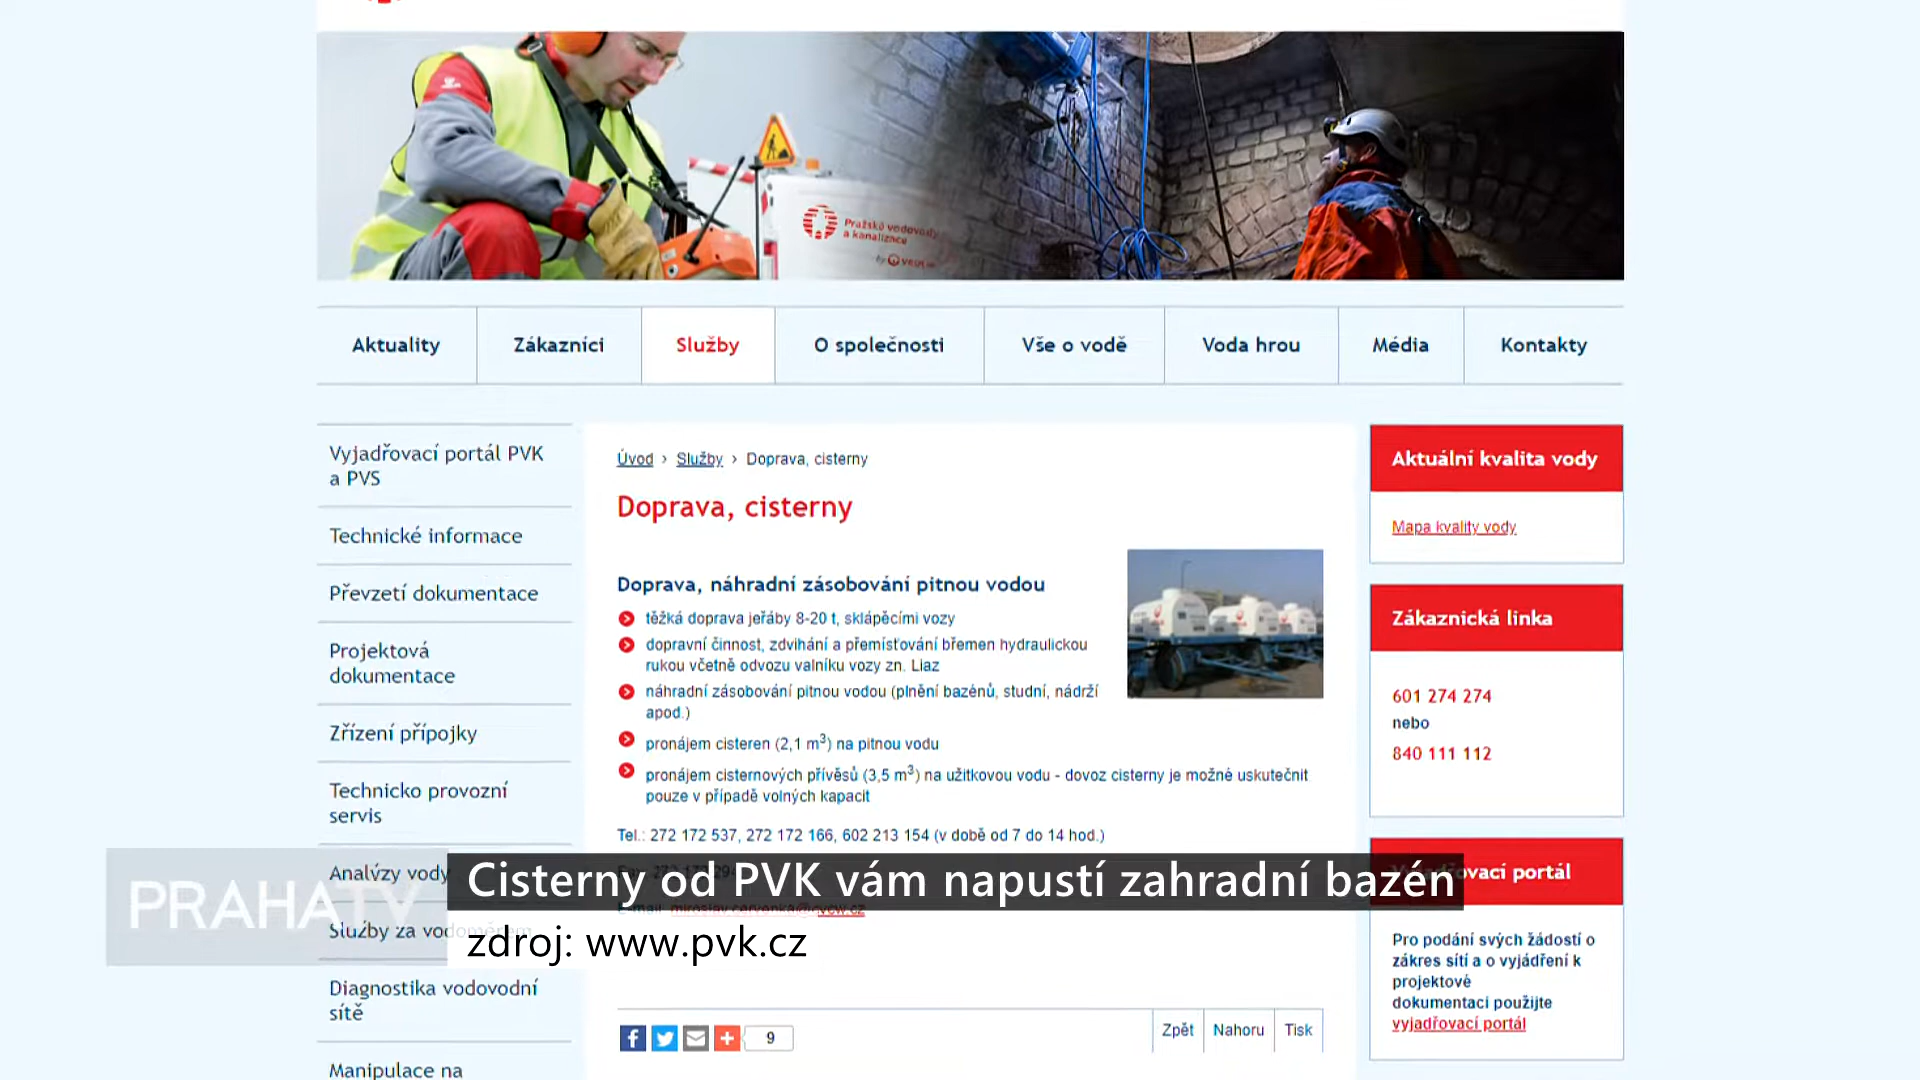 Pražské vodovody
a kanalizace
by VEOLIA
Aktuality
Zákazníci
Služby
O společnosti
Vše o vodě
Voda hrou
Média
Kontakty
Vyjadřovací portál PVK
a PVS
Technické informace
Převzetí dokumentace
Projektová
dokumentace
Zřízení přípojky
Technicko provozní
servis
Analýzy vody
Služby za vodoměrem
Diagnostika vodovodní
sítě
Manipulace na
Úvod › Služby › Doprava, cisterny
Doprava, cisterny
Doprava, náhradní zásobování pitnou vodou
těžká doprava jeřáby 8-20 t, sklápěcími vozy
dopravní činnost, zdvihání a přemísťování břemen hydraulickou
rukou včetně odvozu valníku vozy zn. Liaz
náhradní zásobování pitnou vodou (plnění bazénů, studní, nádrží
apod.)
pronájem cisteren (2,1 m³) na pitnou vodu
pronájem cisternových přívěsů (3,5 m³) na užitkovou vodu - dovoz cisterny je možné uskutečnit
pouze v případě volných kapacit
Tel.: 272 172 537, 272 172 166, 602 213 154 (v době od 7 do 14 hod.)
9
Zpět
Nahoru
Tisk
Aktuální kvalita vody
Mapa kvality vody
Zákaznická linka
601 274 274
nebo
840 111 112
Vyjadřovací portál
Pro podání svých žádostí o
zákres sítí a o vyjádření k
projektové
dokumentaci použijte
vyjadřovací portál
PRAHA TV
Cisterny od PVK vám napustí zahradní bazén
zdroj: www.pvk.cz